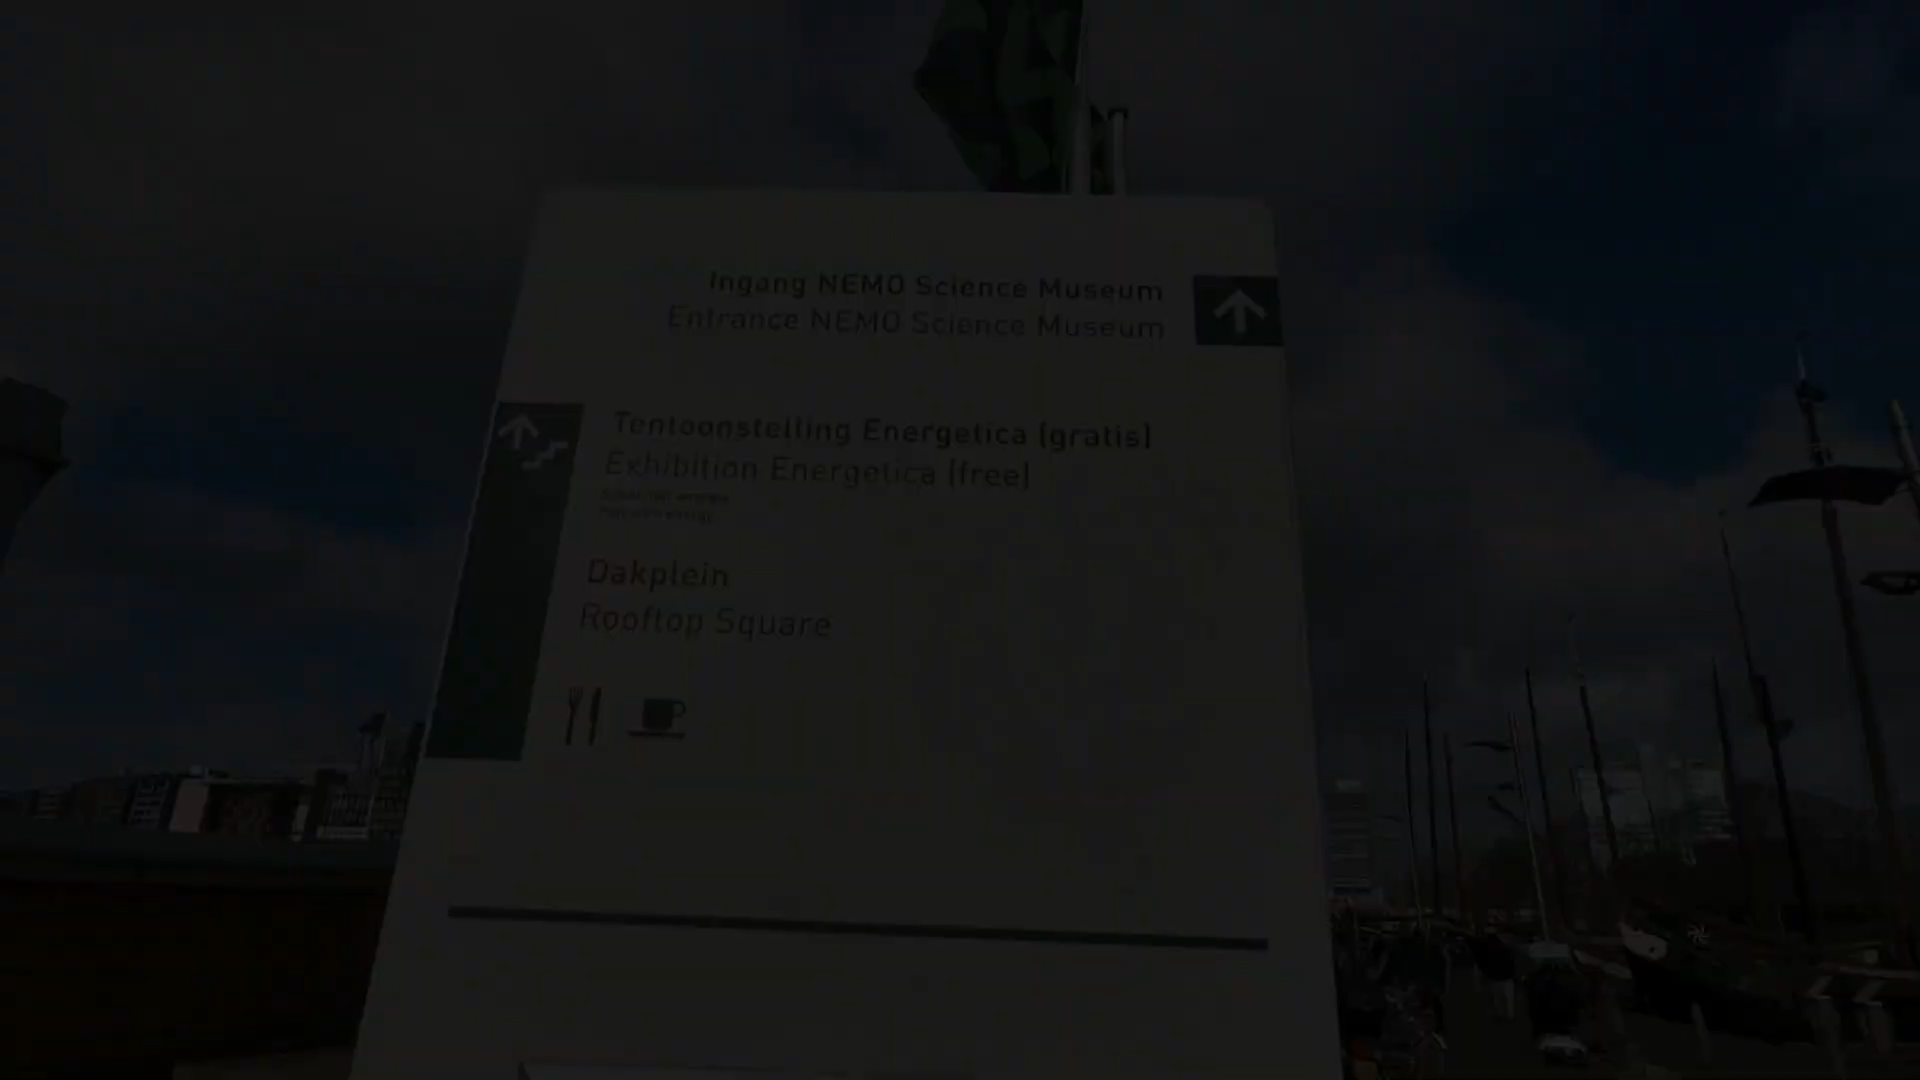 Ingang NEMO Science Museum
Entrance NEMO Science Museum
Tentoonstelling Energetica (gratis)
Exhibition Energetica (free)
Dakplein
Rooftop Square